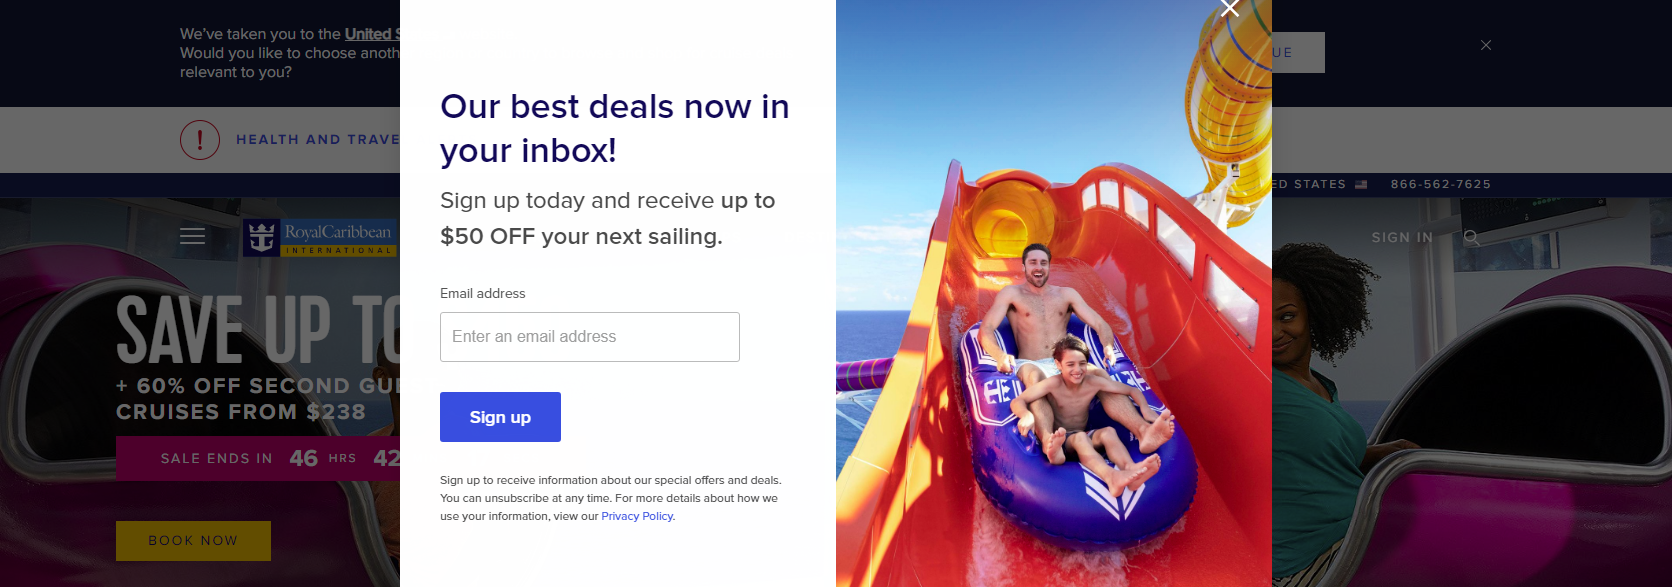 We've taken you to the United S
Would you like to choose anoth
relevant to you?
UE
HEALTH AND TRAVE
ED STATES
866-562-7625
RoyalCaribbean
INTERNATIONAL
SIGN IN
SAVE UP TO
+ 60% OFF SECOND GUE
CRUISES FROM $238
SALE ENDS IN 46 HRS 42
BOOK NOW
Our best deals now in
your inbox!
Sign up today and receive up to
$50 OFF your next sailing.
Email address
Enter an email address
Sign up
Sign up to receive information about our special offers and deals.
You can unsubscribe at any time. For more details about how we
use your information, view our Privacy Policy.